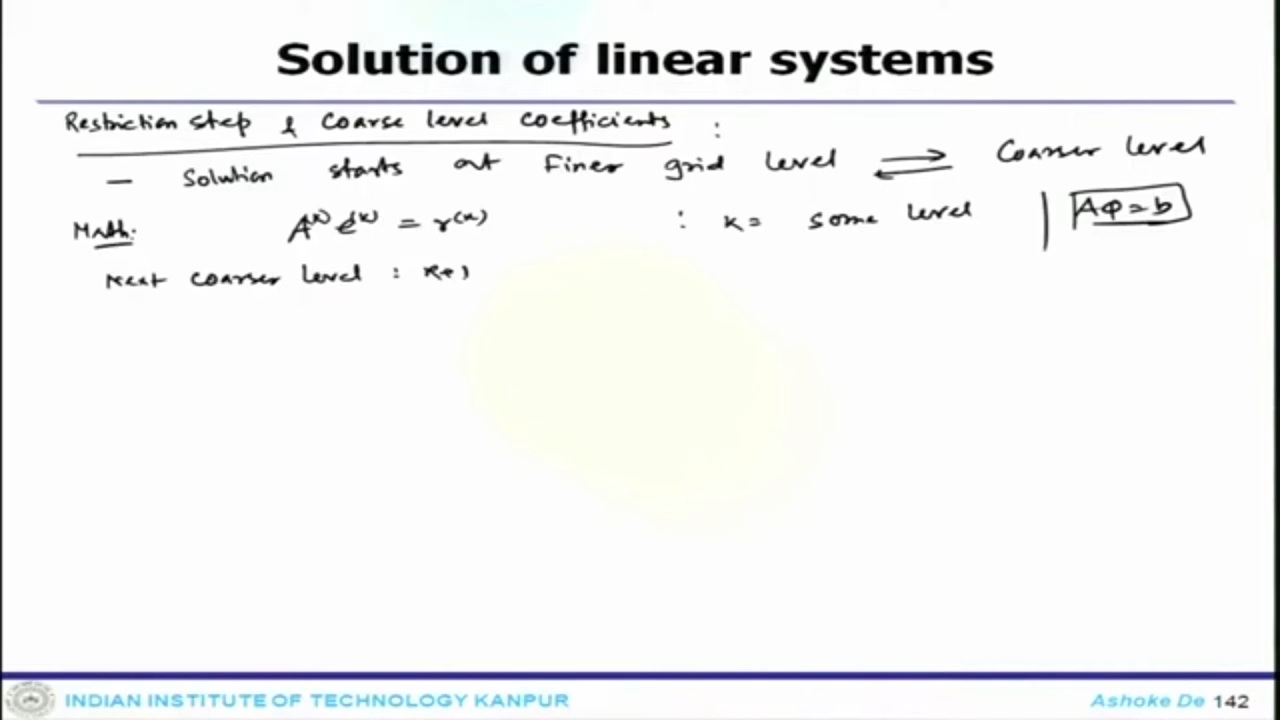 Solution of linear systems
Restriction step & Coarse level coefficients :
— Solution starts at Finer grid level ⇌ Coarser level
Math: A^(k) e^(k) = r^(k) : k = some level | Aφ=b
Next coarser level : k+1
INDIAN INSTITUTE OF TECHNOLOGY KANPUR
Ashoke De 142